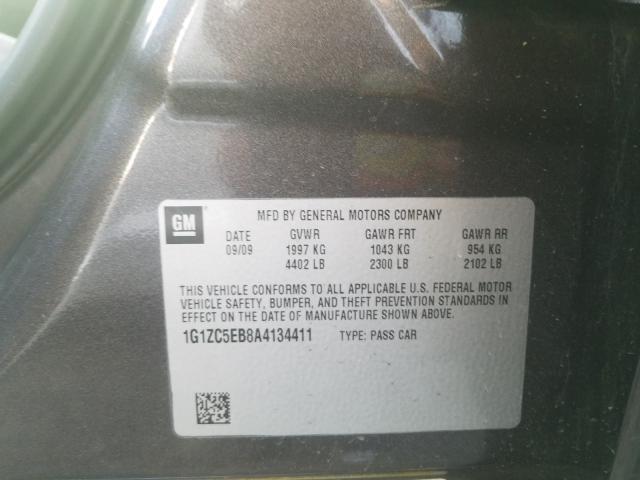 GM MFD BY GENERAL MOTORS COMPANY
DATE GVWR GAWR FRT GAWR RR
09/09 1997 KG 1043 KG 954 KG
4402 LB 2300 LB 2102 LB
THIS VEHICLE CONFORMS TO ALL APPLICABLE U.S. FEDERAL MOTOR
VEHICLE SAFETY, BUMPER, AND THEFT PREVENTION STANDARDS IN
EFFECT ON THE DATE OF MANUFACTURE SHOWN ABOVE.
1G1ZC5EB8A4134411 TYPE: PASS CAR